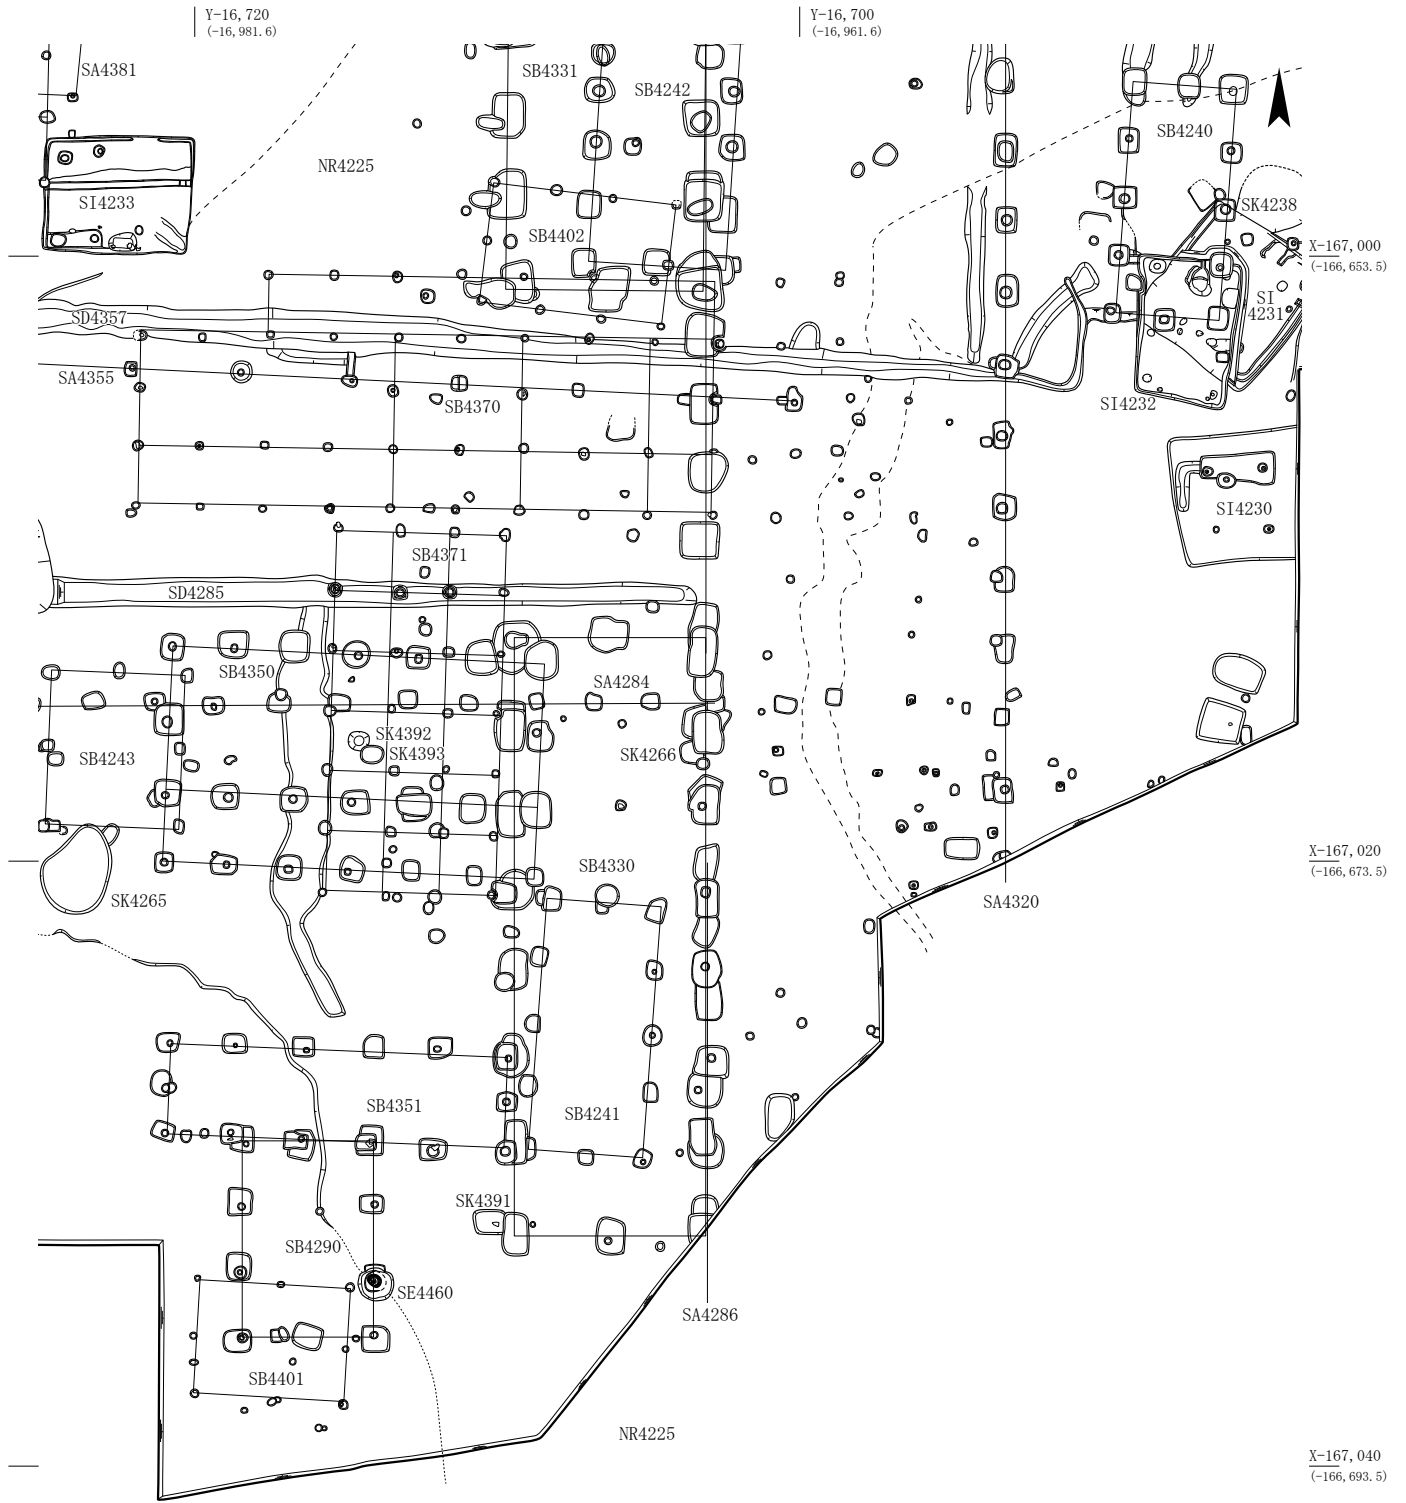 Y-16,720
(-16,981.6)
Y-16,700
(-16,961.6)
SA4381
SB4331
SB4242
SB4240
NR4225
SI4233
SK4238
SB4402
X-167,000
(-166,653.5)
SI
4231
SD4357
SA4355
SB4370
SI4232
SI4230
SB4371
SD4285
SB4350
SA4284
SK4392
SK4393
SB4243
SK4266
X-167,020
(-166,673.5)
SB4330
SK4265
SA4320
SB4351
SB4241
SK4391
SB4290
SE4460
SA4286
SB4401
NR4225
X-167,040
(-166,693.5)